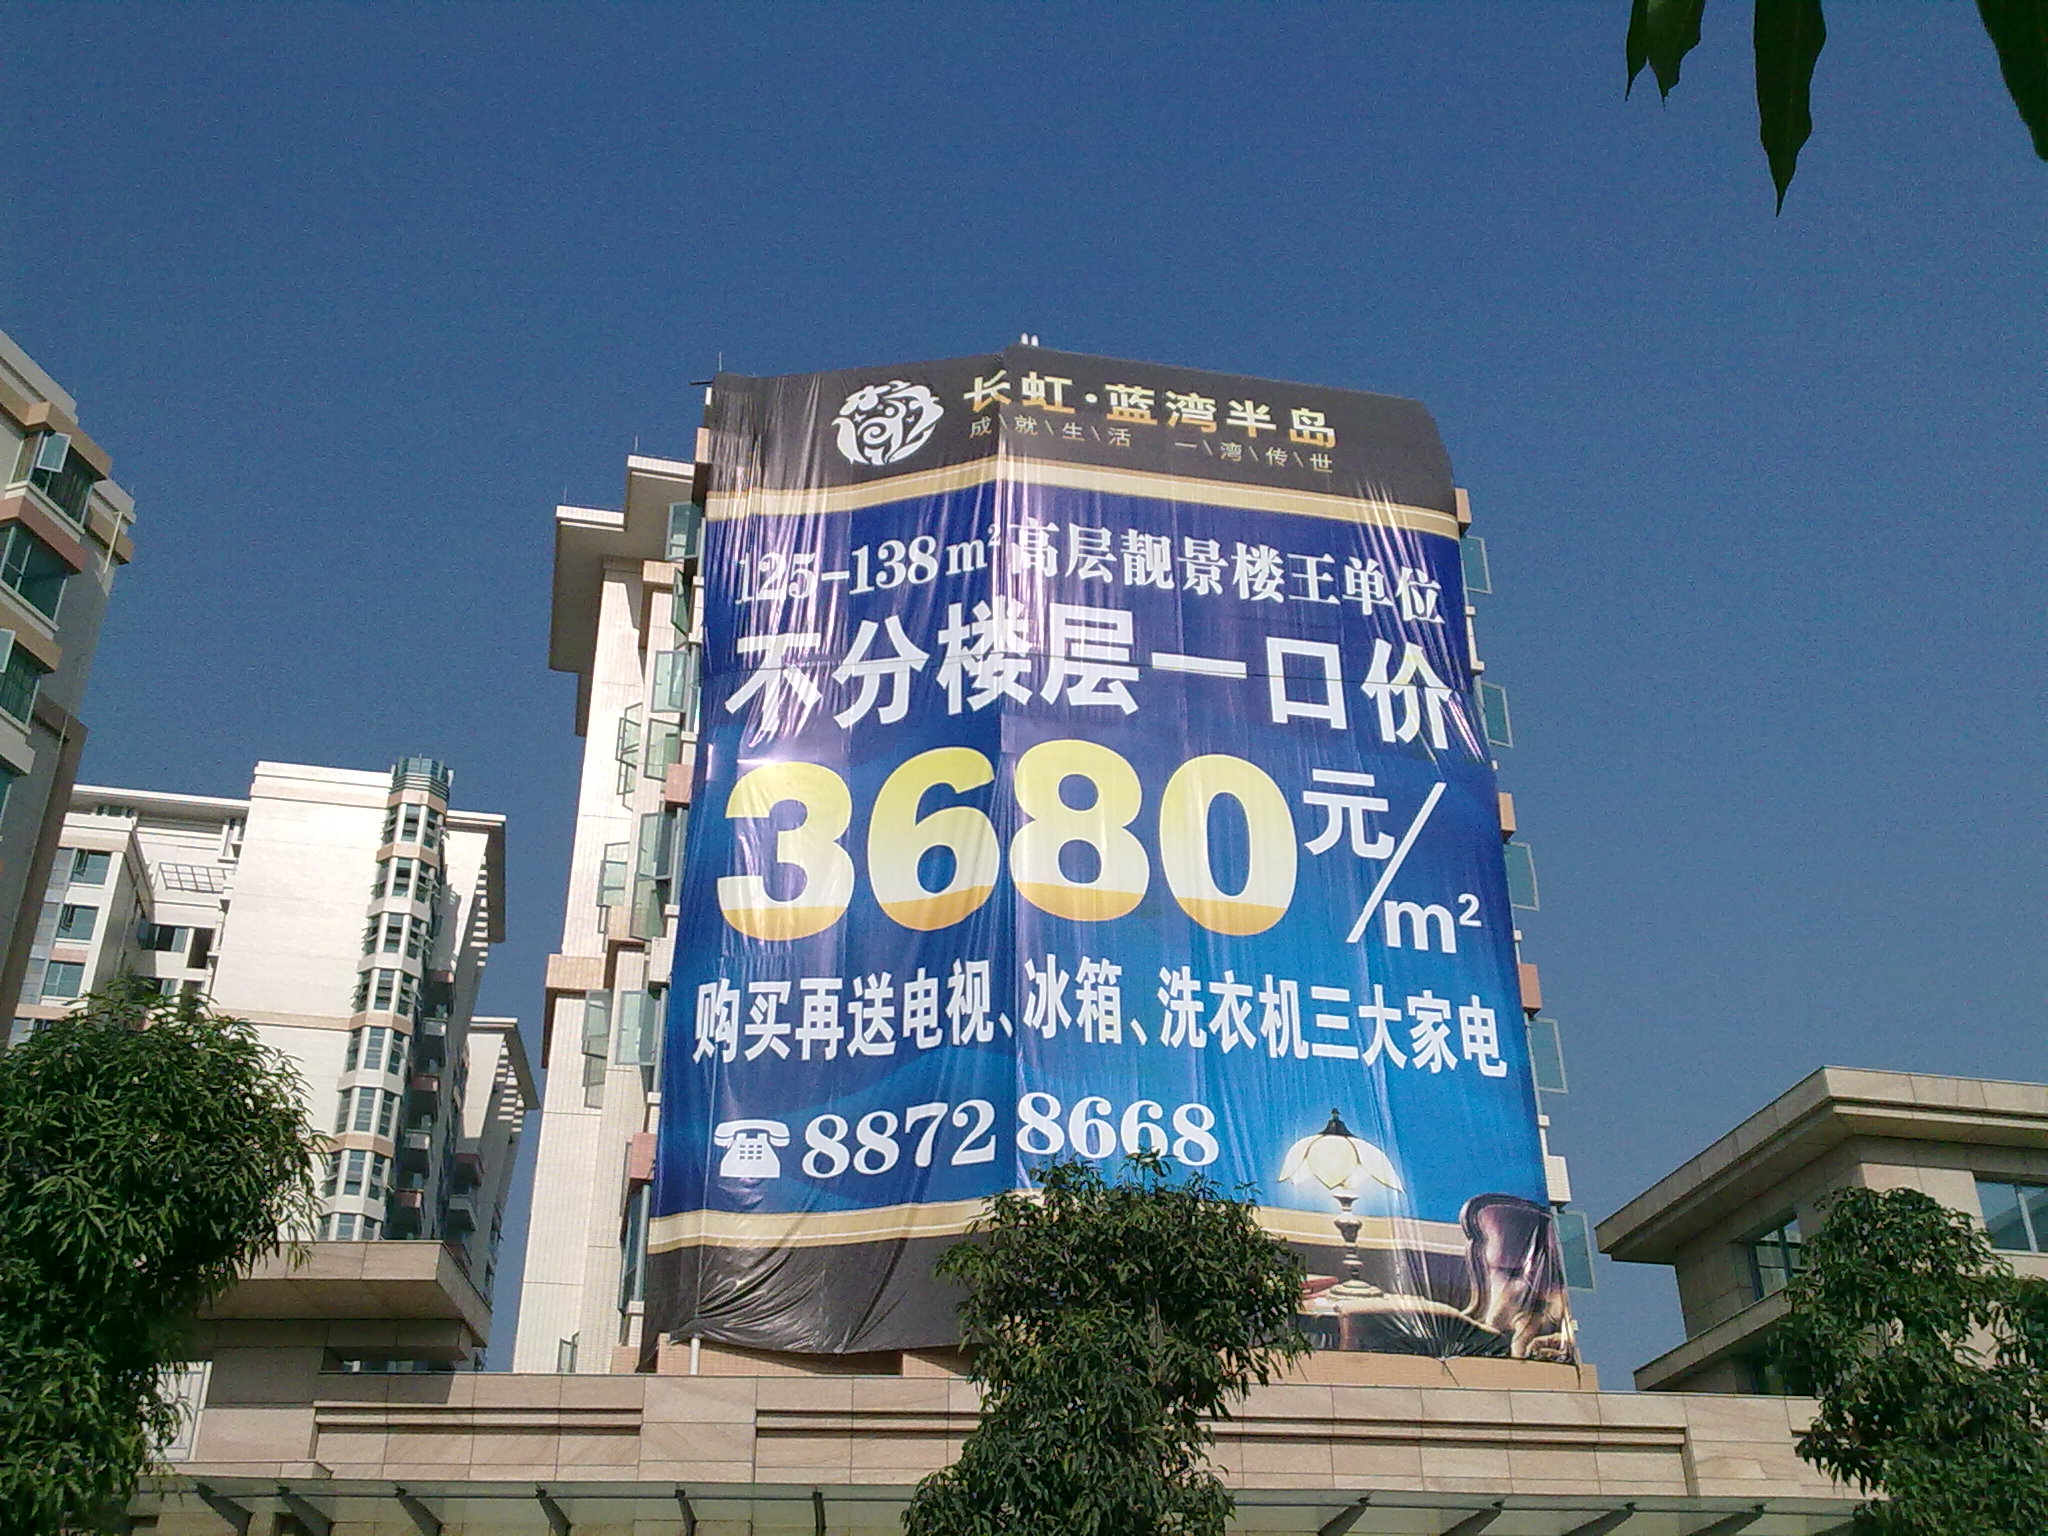 长虹·蓝湾半岛
成\就\生\活 一\湾\传\世
125-138m²高层靓景楼王单位
不分楼层一口价
3680元/m²
购买再送电视、冰箱、洗衣机三大家电
☎8872 8668